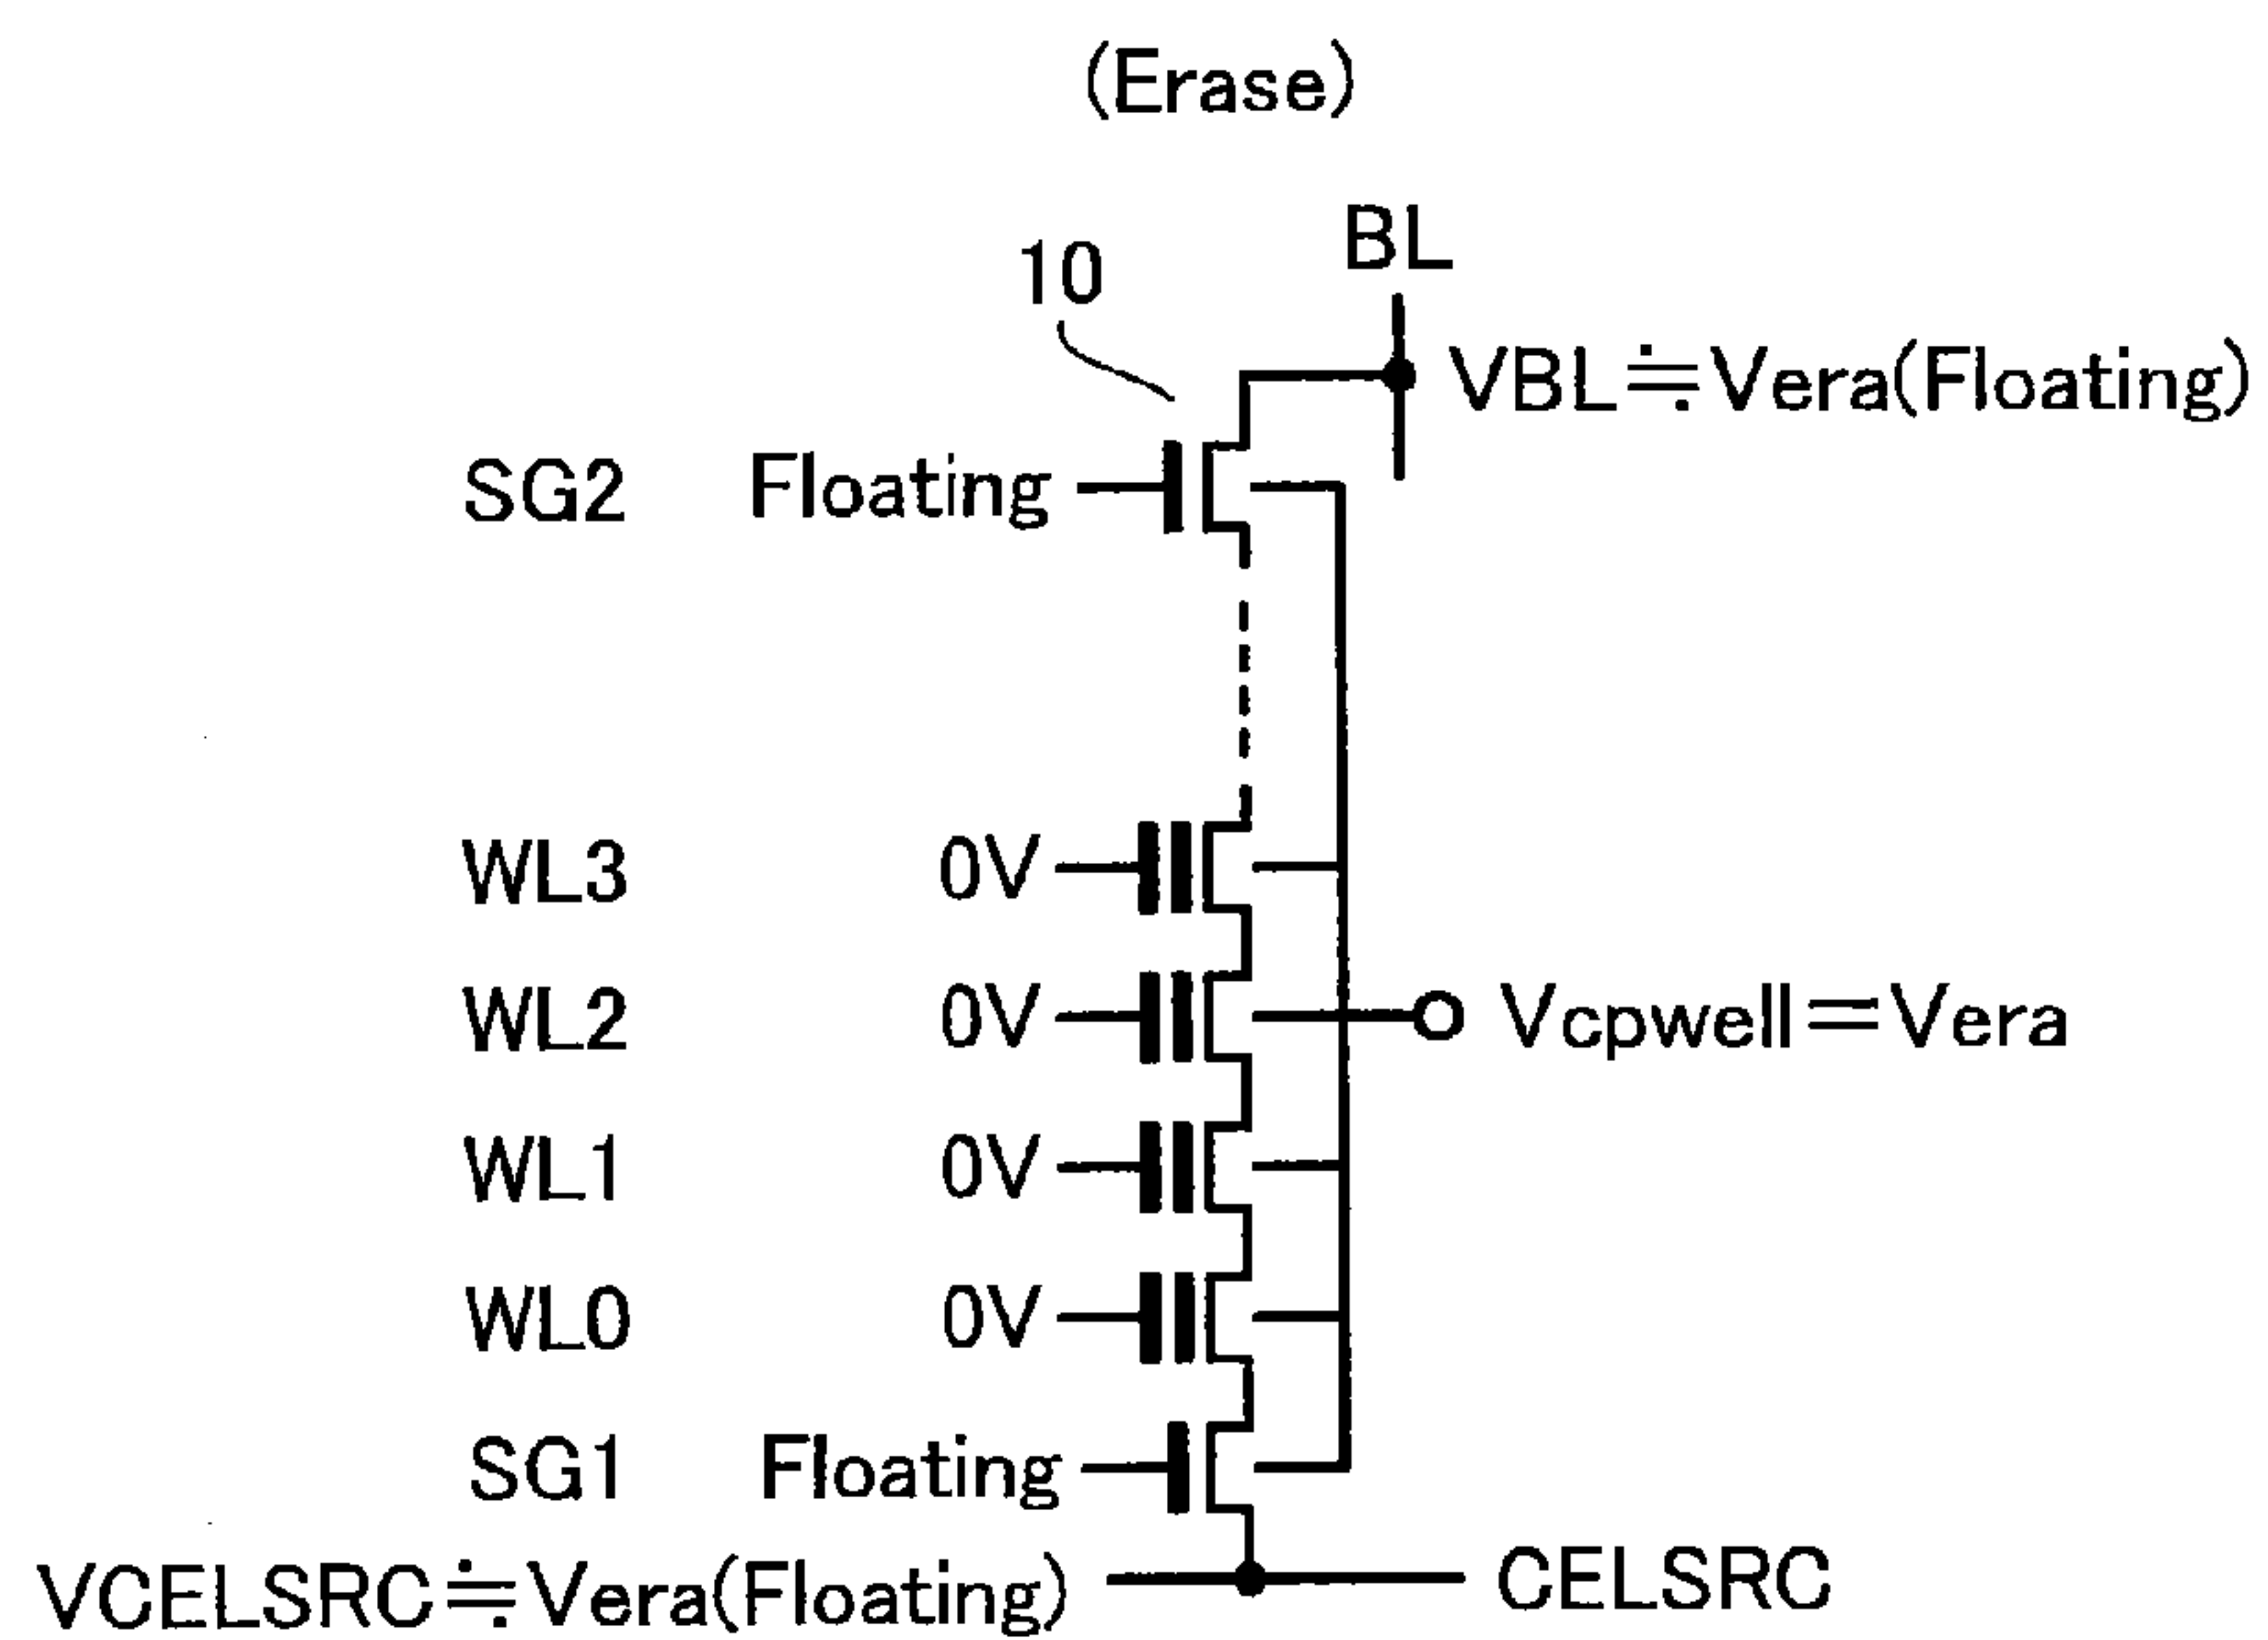 (Erase)
BL
10
VBL≒Vera(Floating)
SG2 Floating
WL3 0V
WL2 0V Vcpwell=Vera
WL1 0V
WL0 0V
SG1 Floating
VCELSRC≒Vera(Floating) CELSRC